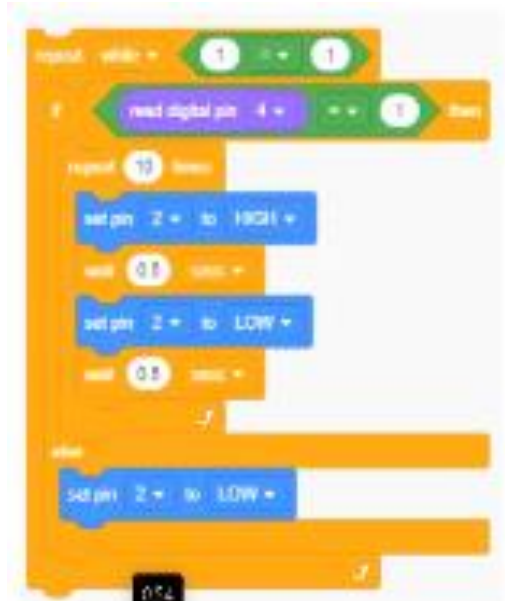 repeat while 1 = 1
if read digital pin 4 = 1 then
repeat 10 times
set pin 2 to HIGH
wait 0.5 secs
set pin 2 to LOW
wait 0.5 secs
else
set pin 2 to LOW